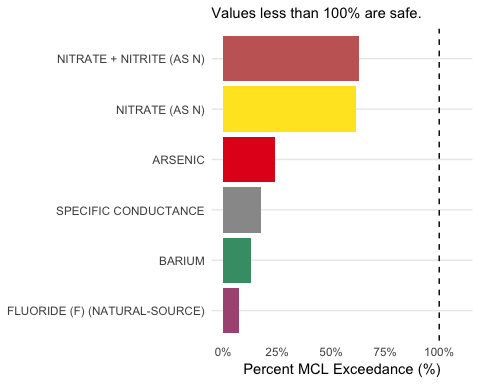 Values less than 100% are safe.
NITRATE + NITRITE (AS N)
NITRATE (AS N)
ARSENIC
SPECIFIC CONDUCTANCE
BARIUM
FLUORIDE (F) (NATURAL-SOURCE)
0% 25% 50% 75% 100%
Percent MCL Exceedance (%)